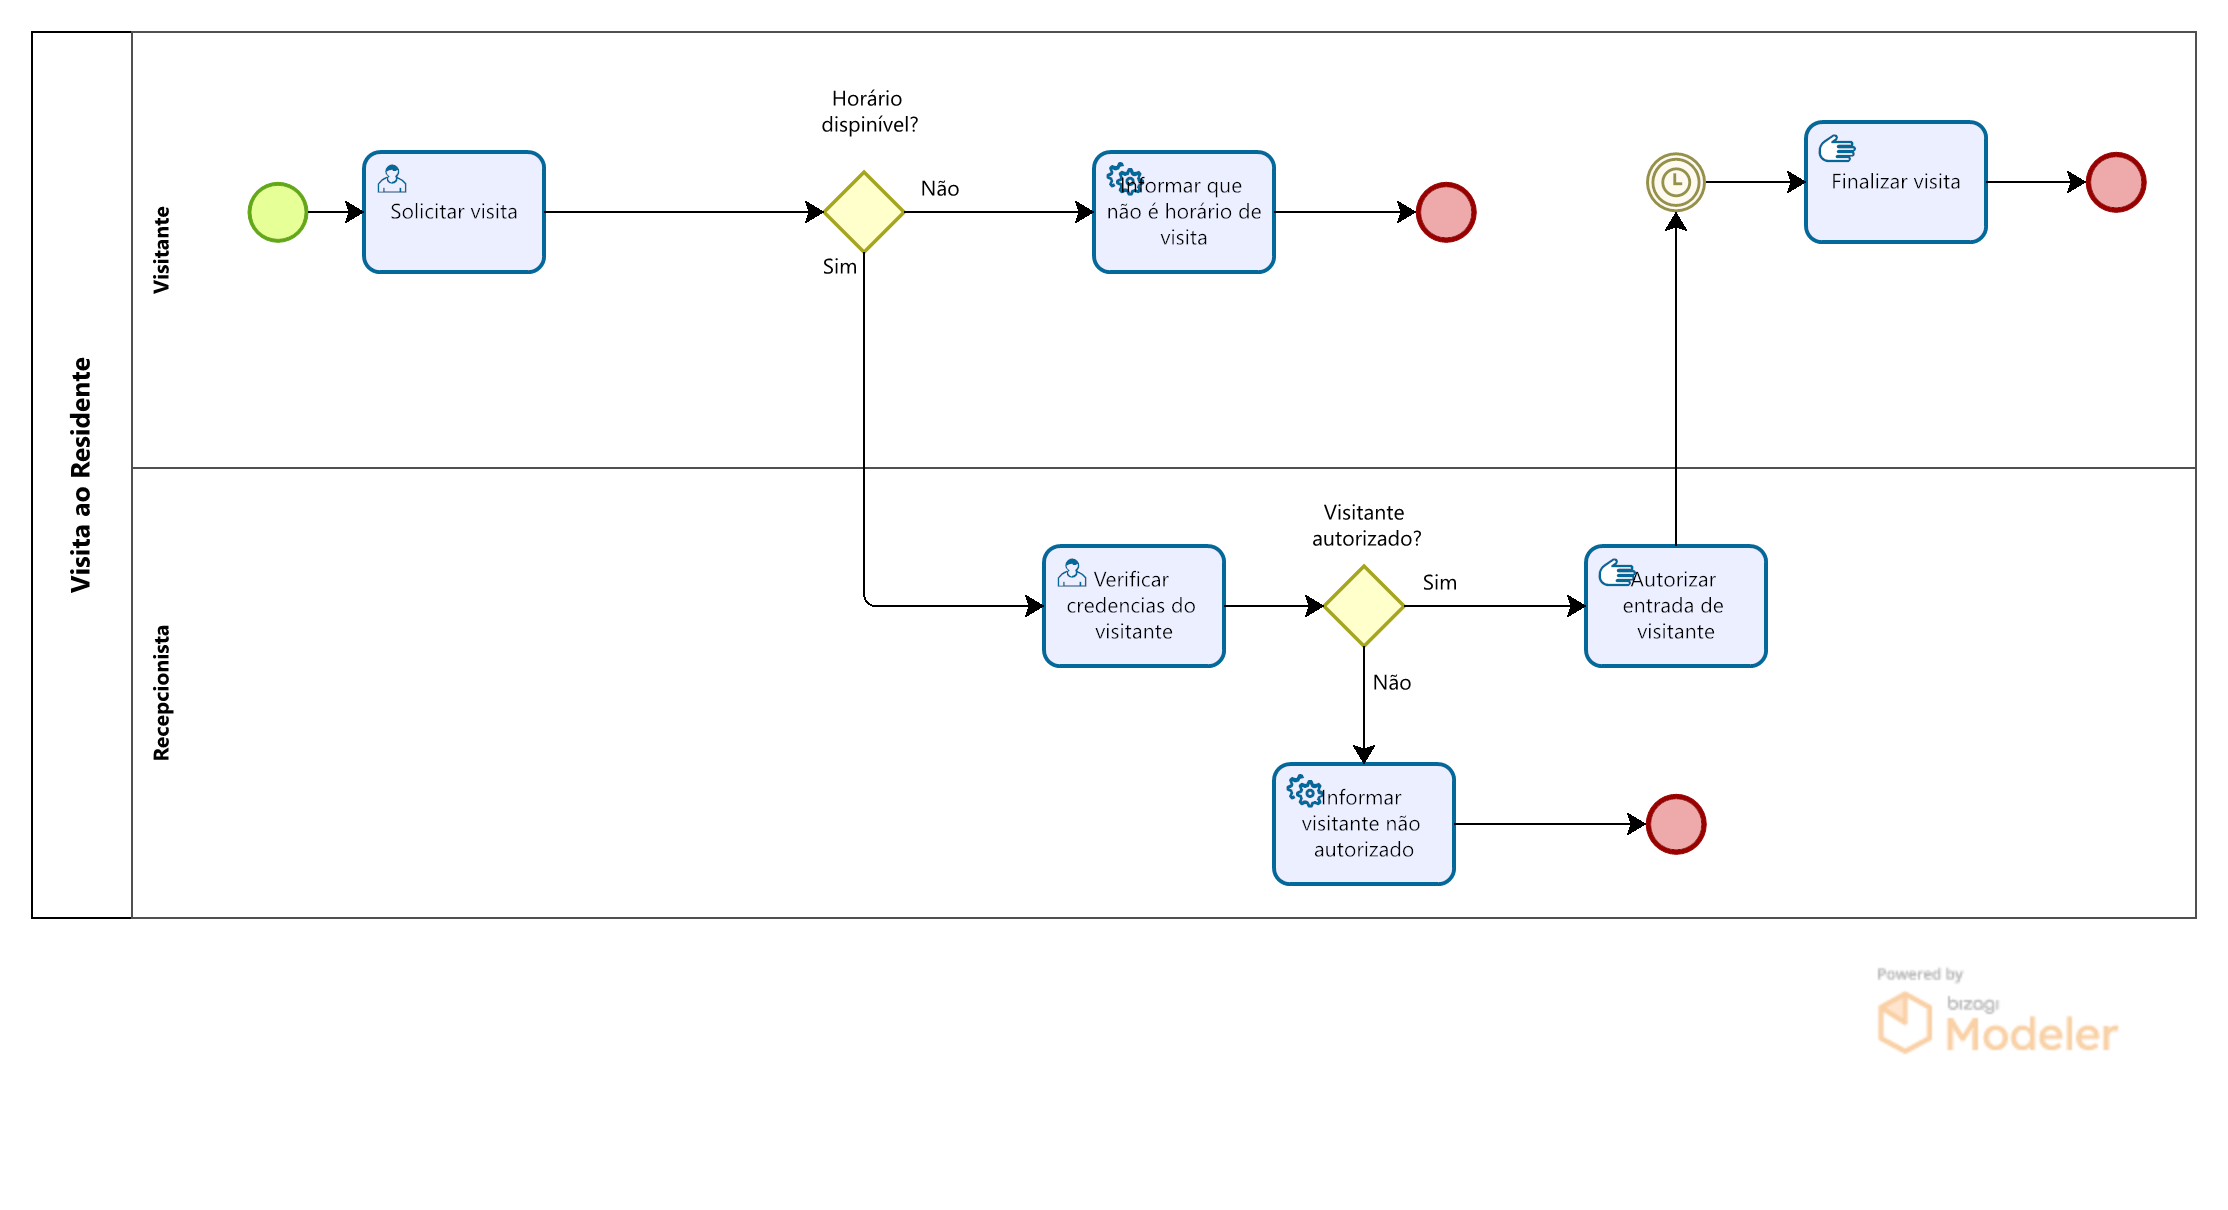 Visita ao Residente
Visitante
Solicitar visita
Horário
dispinível?
Não
Sim
Informar que
não é horário de
visita
Finalizar visita
Recepcionista
Verificar
credencias do
visitante
Visitante
autorizado?
Sim
Não
Autorizar
entrada de
visitante
Informar
visitante não
autorizado
Powered by
bizagi
Modeler